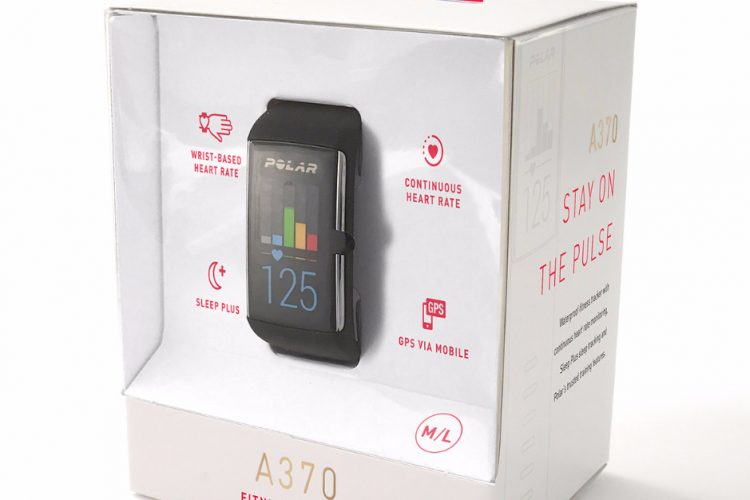 WRIST-BASED
HEART RATE
POLAR
125
CONTINUOUS
HEART RATE
SLEEP PLUS
GPS
GPS VIA MOBILE
M/L
A370
POLAR
A370
125
STAY ON
THE PULSE
Waterproof fitness tracker with
continuous heart rate monitoring,
Sleep Plus sleep tracking and
Polar's trusted training features.